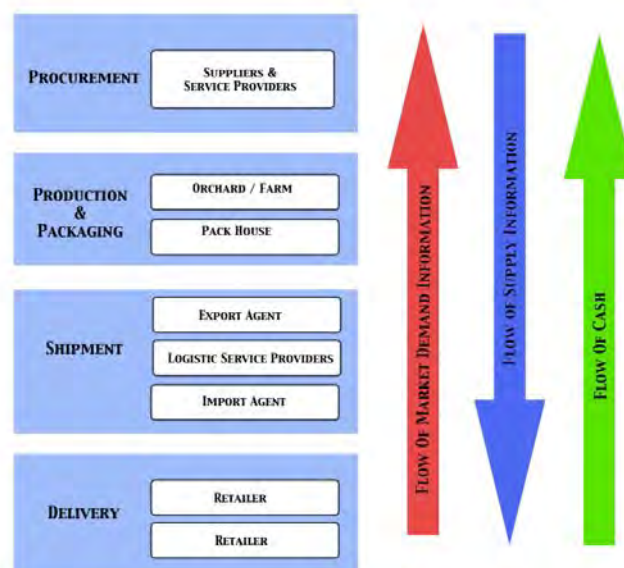 Procurement
Suppliers &
Service Providers
Production
&
Packaging
Orchard / Farm
Pack House
Shipment
Export Agent
Logistic Service Providers
Import Agent
Delivery
Retailer
Retailer
Flow Of Market Demand Information
Flow of Supply Information
Flow Of Cash